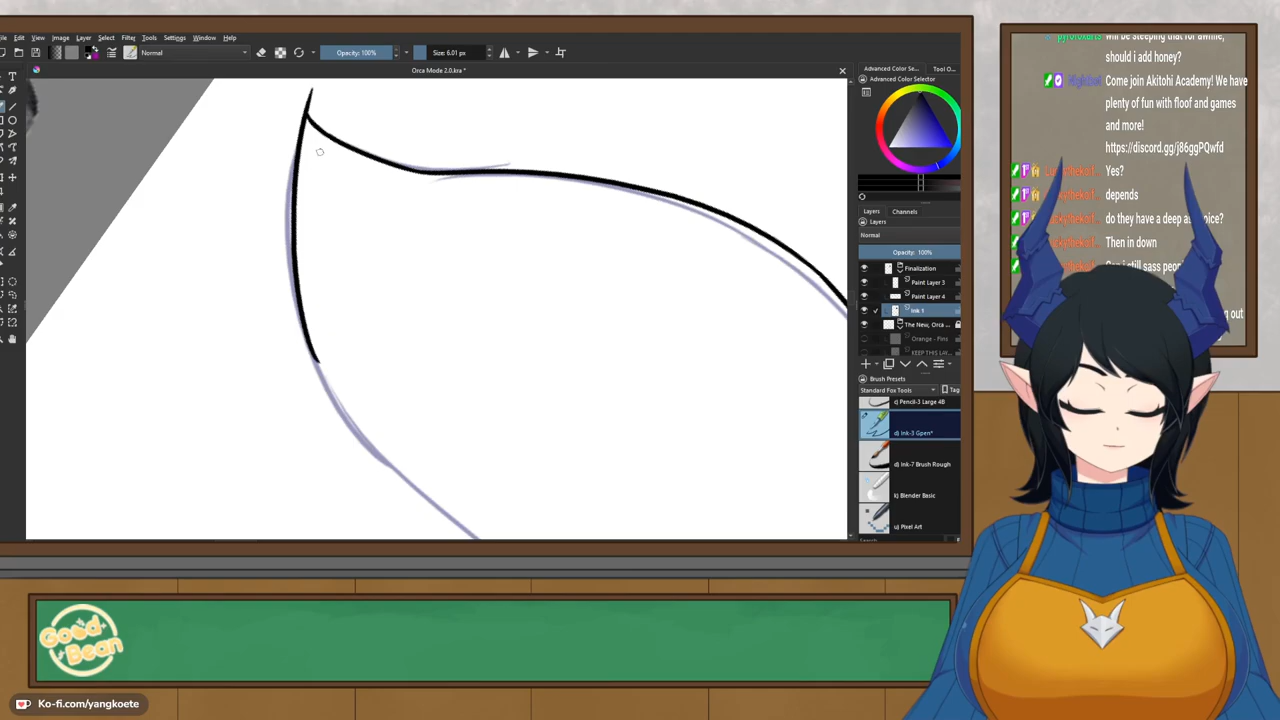 File Edit View Image Layer Select Filter Tools Settings Window Help
Normal
Opacity: 100%
Size: 6.01 px
Orca Mode 2.0.kra *
Advanced Color Se... Tool O...
Advanced Color Selector
Layers Channels
Layers
Normal
Opacity: 100%
Finalization
Paint Layer 3
Paint Layer 4
Ink 1
The New, Orca ...
Orange - Fins
KEEP THIS LAY...
Brush Presets
Standard Fox Tools
Tag
c) Pencil-3 Large 4B
d) Ink-3 Gpen*
d) Ink-7 Brush Rough
k) Blender Basic
u) Pixel Art
will be steeping that for awhile,
should i add honey?
Come join Akitohi Academy! We have
plenty of fun with floof and games
and more!
https://discord.gg/j86ggPQwfd
Yes?
depends
do they have a deep
Then in down
Good
Bean
Ko-fi.com/yangkoete